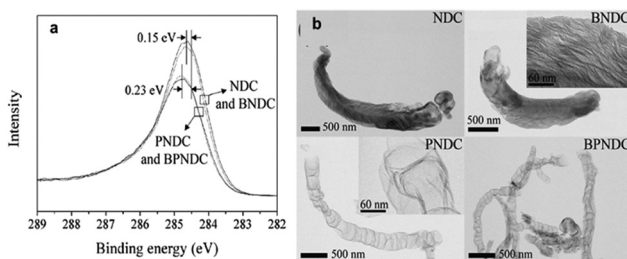 a
0.15 eV
0.23 eV
NDC
and BNDC
PNDC
and BPNDC
Intensity
289 288 287 286 285 284 283 282
Binding energy (eV)
b
NDC
500 nm
BNDC
60 nm
500 nm
PNDC
60 nm
500 nm
BPNDC
500 nm